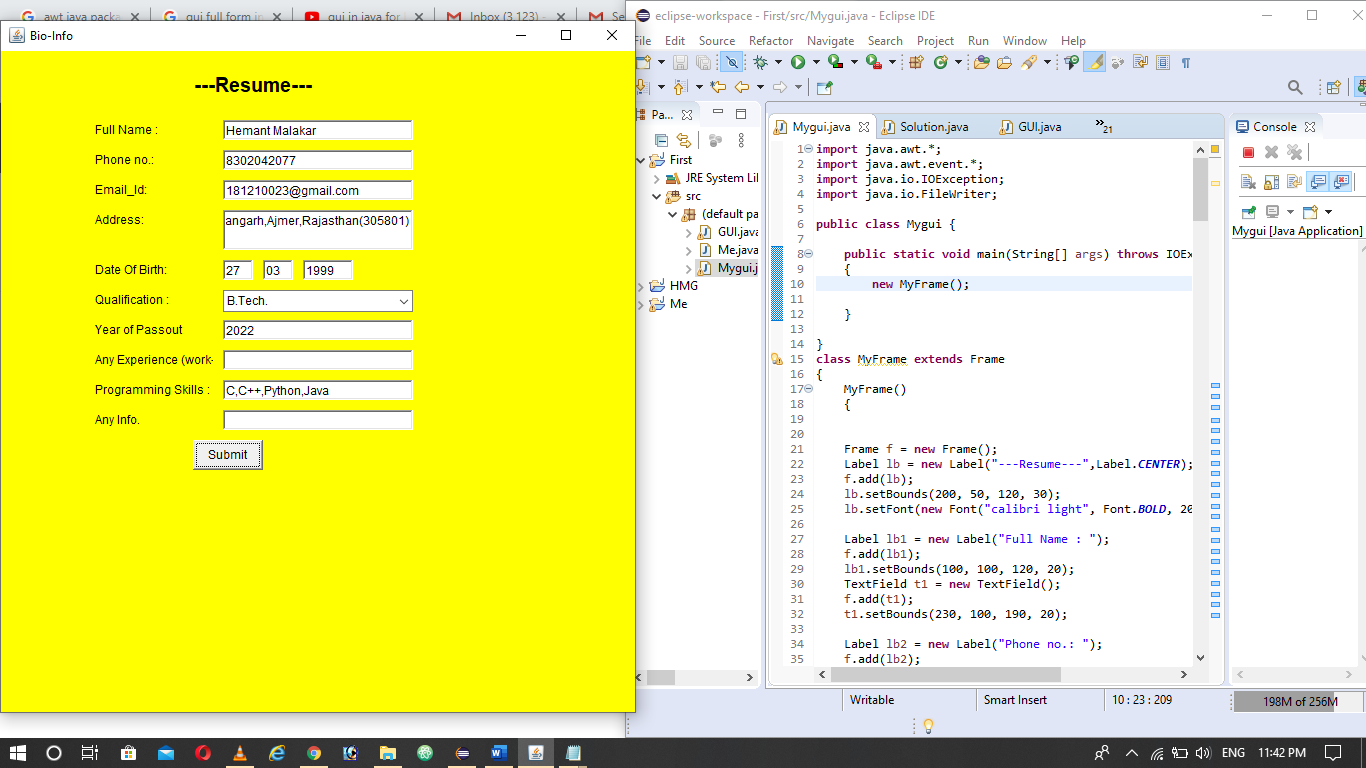 awt java packa
gui full form in
gui in java for
Inbox (3,123) –
Se
Bio-Info
---Resume---
Full Name :
Hemant Malakar
Phone no.:
8302042077
Email_Id:
181210023@gmail.com
Address:
angarh,Ajmer,Rajasthan(305801)
Date Of Birth:
27
03
1999
Qualification :
B.Tech.
Year of Passout
2022
Any Experience (work-
Programming Skills :
C,C++,Python,Java
Any Info.
Submit
eclipse-workspace - First/src/Mygui.java - Eclipse IDE
File Edit Source Refactor Navigate Search Project Run Window Help
Pa...
First
JRE System Lil
src
(default pa
GUI.java
Me.java
Mygui.j
HMG
Me
Mygui.java
Solution.java
GUI.java
»21
1 import java.awt.*;
2 import java.awt.event.*;
3 import java.io.IOException;
4 import java.io.FileWriter;
5
6 public class Mygui {
7
8 public static void main(String[] args) throws IOEx
9 {
10 new MyFrame();
11
12 }
13
14 }
15 class MyFrame extends Frame
16 {
17 MyFrame()
18 {
19
20
21 Frame f = new Frame();
22 Label lb = new Label("---Resume---",Label.CENTER);
23 f.add(lb);
24 lb.setBounds(200, 50, 120, 30);
25 lb.setFont(new Font("calibri light", Font.BOLD, 20
26
27 Label lb1 = new Label("Full Name : ");
28 f.add(lb1);
29 lb1.setBounds(100, 100, 120, 20);
30 TextField t1 = new TextField();
31 f.add(t1);
32 t1.setBounds(230, 100, 190, 20);
33
34 Label lb2 = new Label("Phone no.: ");
35 f.add(lb2);
Console
Mygui [Java Application]
Writable
Smart Insert
10 : 23 : 209
198M of 256M
ENG
11:42 PM